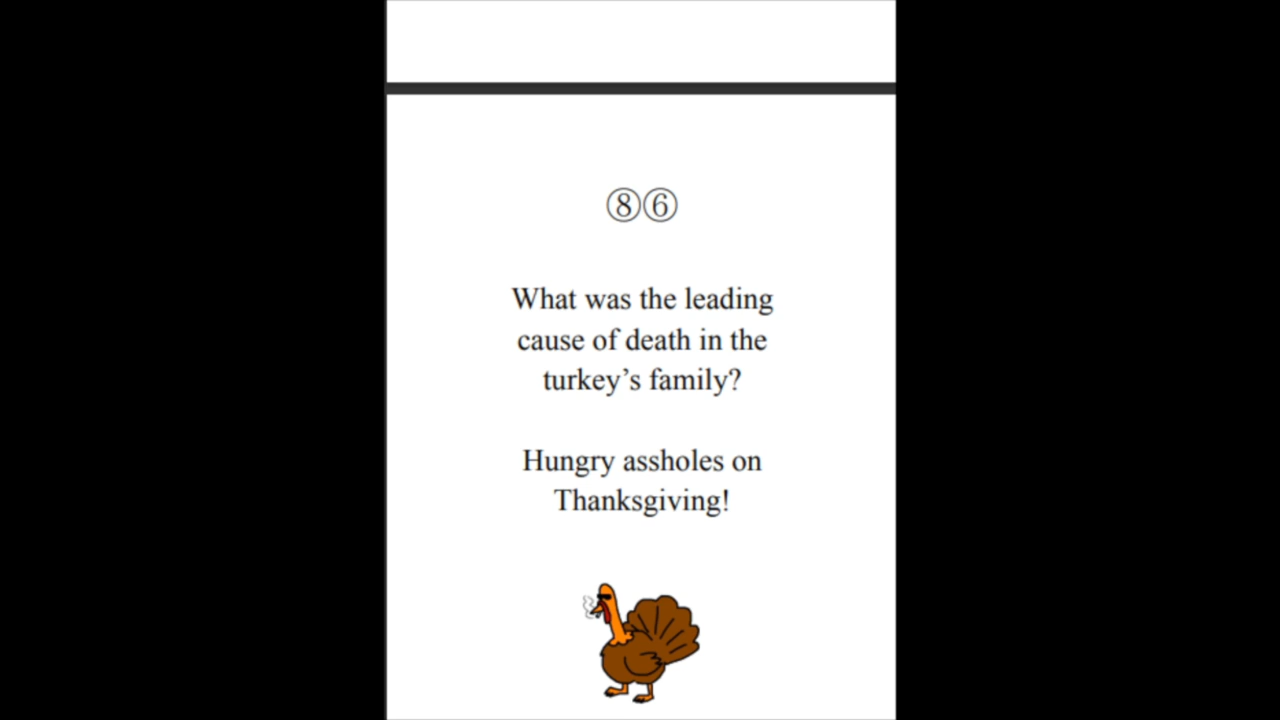 ⑧⑥
What was the leading
cause of death in the
turkey’s family?
Hungry assholes on
Thanksgiving!